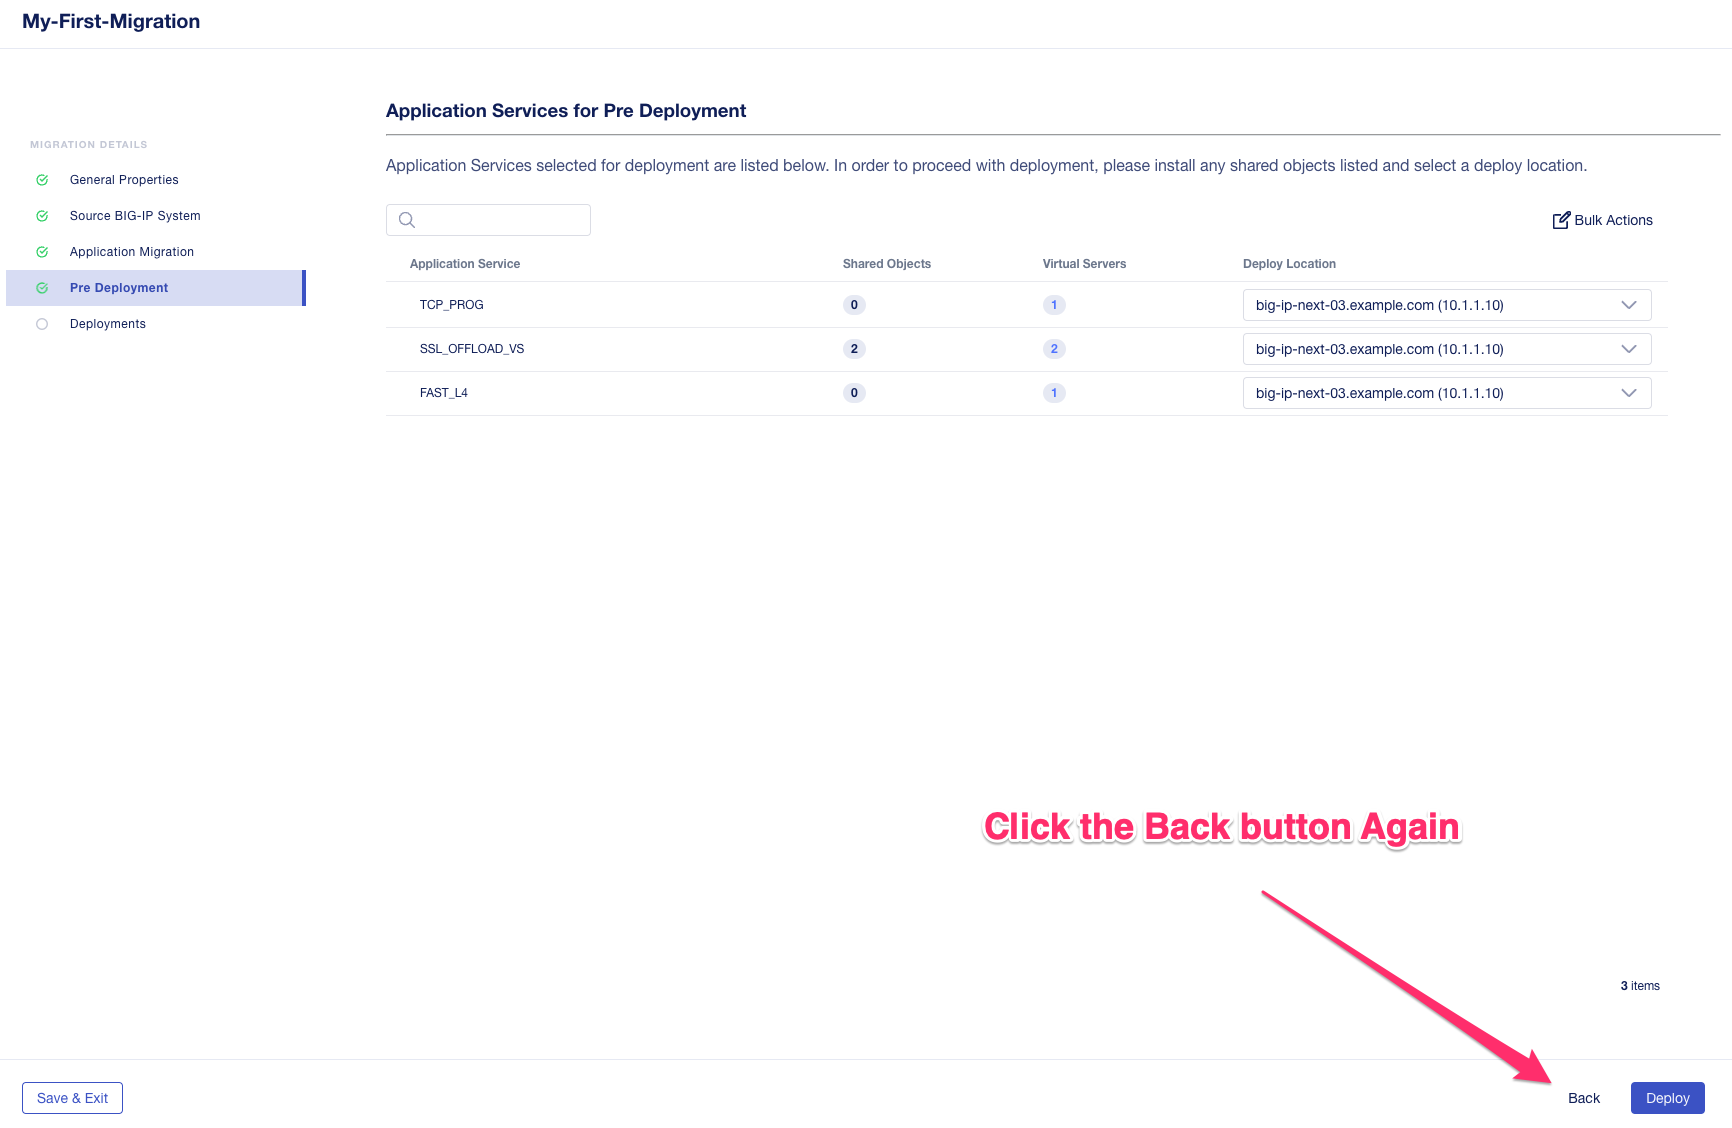 My-First-Migration
MIGRATION DETAILS
General Properties
Source BIG-IP System
Application Migration
Pre Deployment
Deployments
Application Services for Pre Deployment
Application Services selected for deployment are listed below. In order to proceed with deployment, please install any shared objects listed and select a deploy location.
Bulk Actions
Application Service Shared Objects Virtual Servers Deploy Location
TCP_PROG 0 1 big-ip-next-03.example.com (10.1.1.10)
SSL_OFFLOAD_VS 2 2 big-ip-next-03.example.com (10.1.1.10)
FAST_L4 0 1 big-ip-next-03.example.com (10.1.1.10)
Click the Back button Again
3 items
Save & Exit Back Deploy